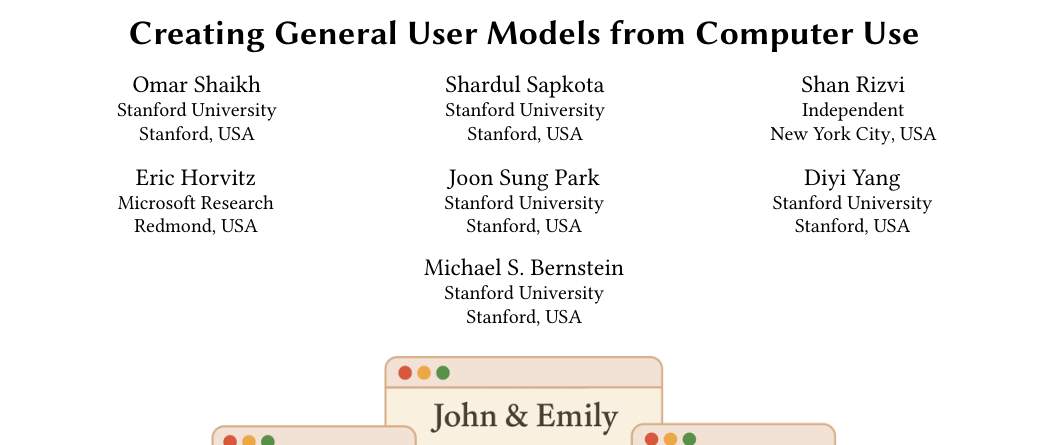 Creating General User Models from Computer Use
Omar Shaikh
Stanford University
Stanford, USA
Shardul Sapkota
Stanford University
Stanford, USA
Shan Rizvi
Independent
New York City, USA
Eric Horvitz
Microsoft Research
Redmond, USA
Joon Sung Park
Stanford University
Stanford, USA
Diyi Yang
Stanford University
Stanford, USA
Michael S. Bernstein
Stanford University
Stanford, USA
John & Emily